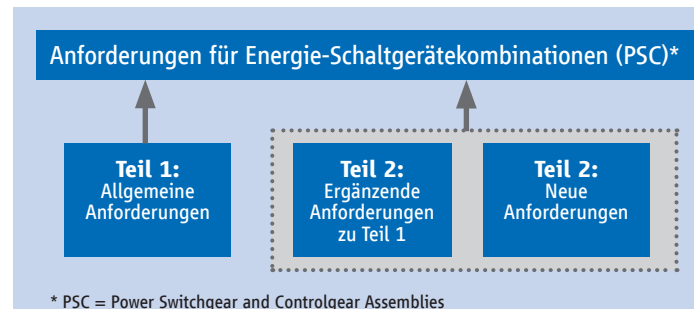 Anforderungen für Energie-Schaltgerätekombinationen (PSC)*
Teil 1:
Allgemeine
Anforderungen
Teil 2:
Ergänzende
Anforderungen
zu Teil 1
Teil 2:
Neue
Anforderungen
* PSC = Power Switchgear and Controlgear Assemblies